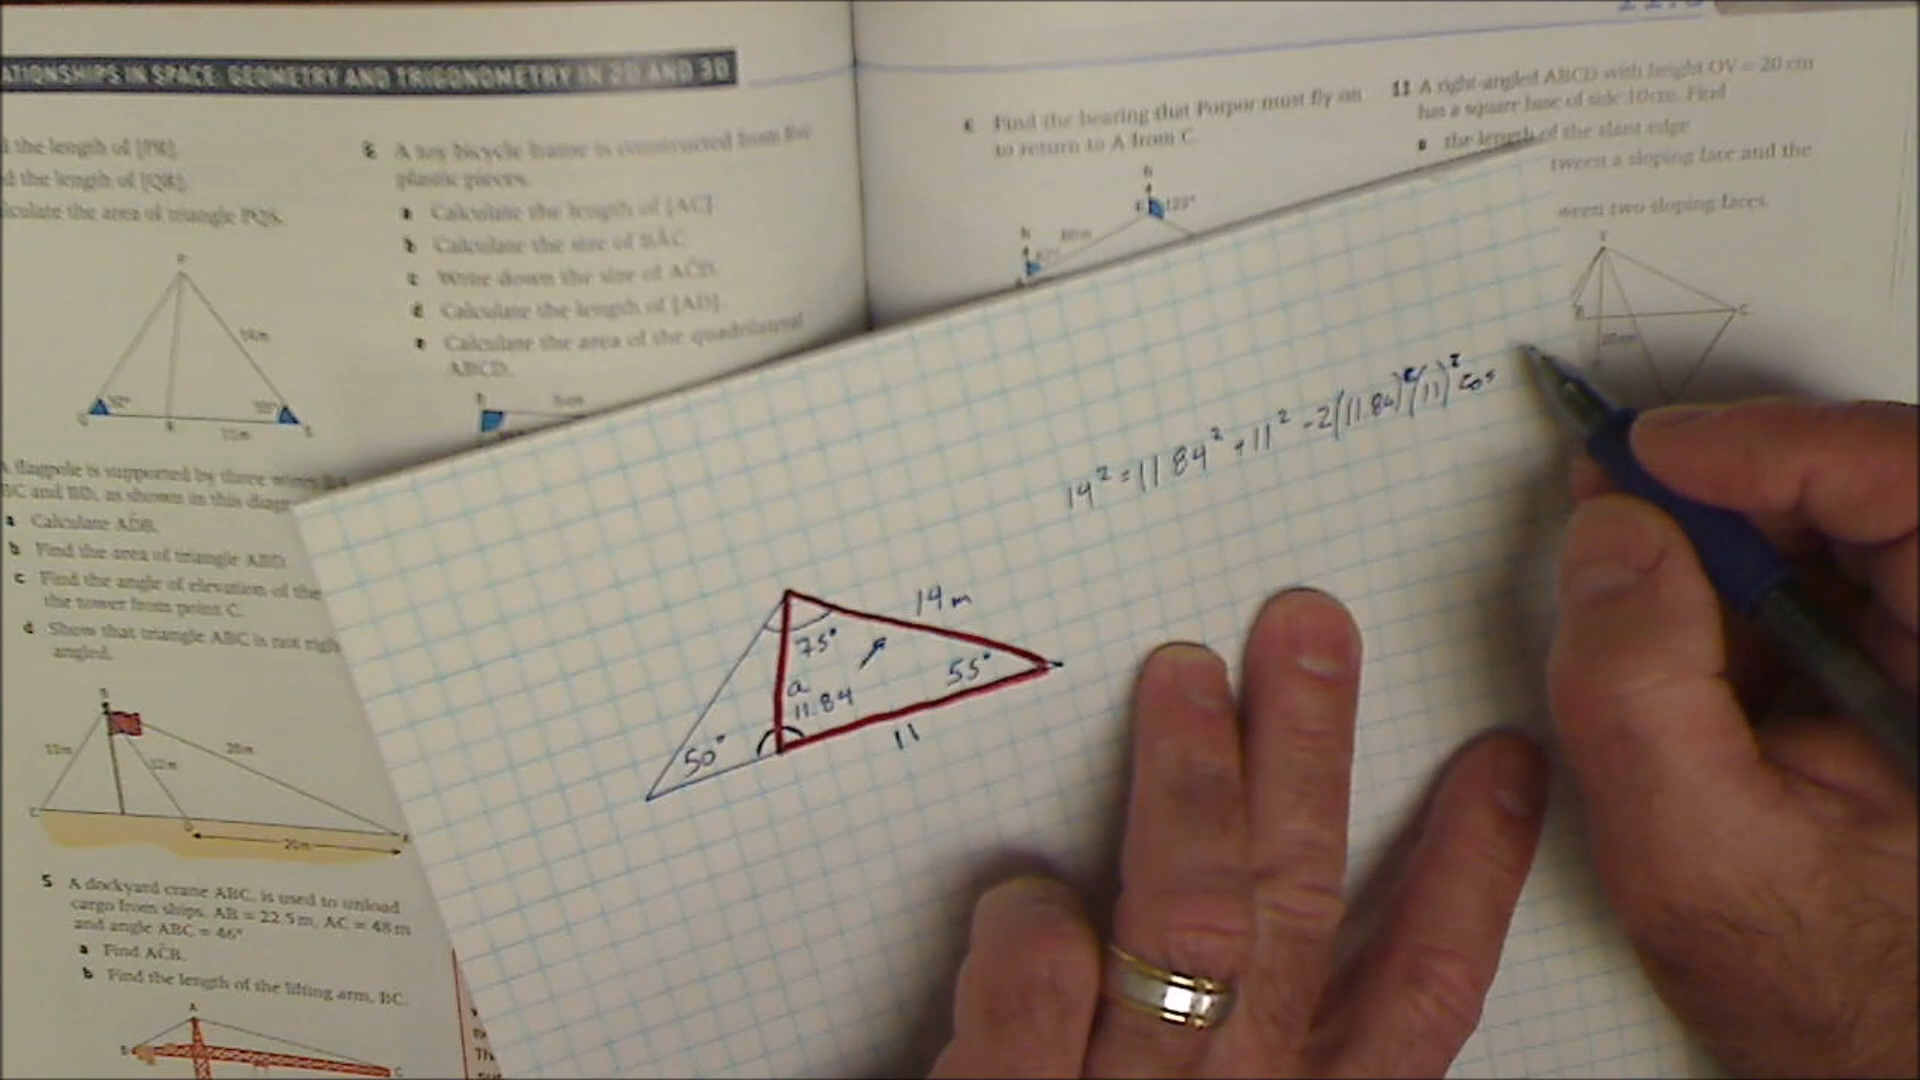 ATIONSHIPS IN SPACE: GEOMETRY AND TRIGONOMETRY IN 2D AND 3D
the length of [PR].
the length of [QR].
culate the area of triangle PQS.
14m
A flagpole is supported by three wires
BC and BD, as shown in this
a Calculate
b Find the area of triangle ABD
c Find the angle of elevation of the
the tower from point C.
d Show that triangle ABC is not
angled.
20m
12m
20m
5 A dockyard crane ABC, is used to unload
cargo from ships. AB = 22.5 m, AC = 48 m
and angle ABC = 46°
a Find AĈB.
b Find the length of the lifting arm, BC.
A
B
C
A toy bicycle frame is constructed from five
plastic pieces.
a Calculate the length of [AC]
b Calculate the size of BÂC
c Write down the size of AĈD.
d Calculate the length of [AD].
e Calculate the area of the quadrilateral
ABCD.
c Find the bearing that Porpor must fly on
to return to A from C.
11 A right-angled ABCD with height OV = 20 cm
has a square base of side 10cm. Find
a the length of the slant edge
tween a sloping face and the
ween two sloping faces.
C
20cm
14² = 11.84² + 11² - 2(11.84)²(11)² cos
14m
75°
55°
a
11.84
50°
11